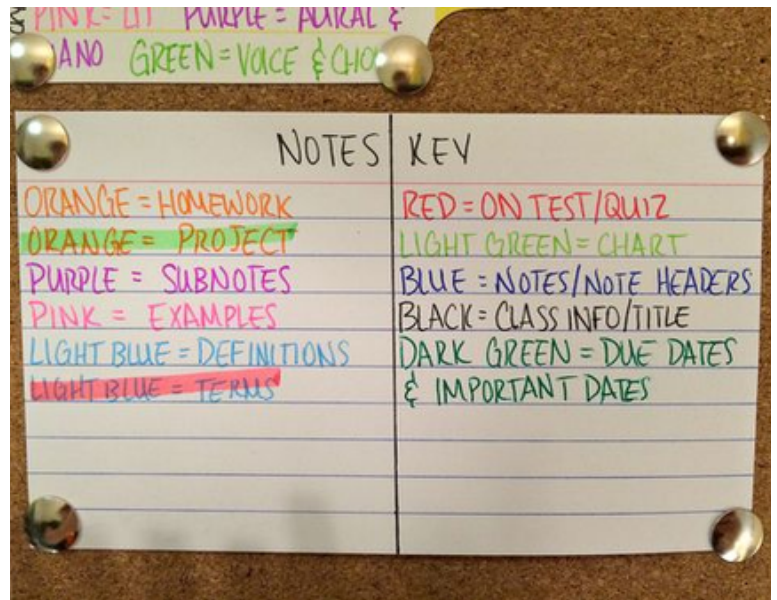 PINK = LIT PURPLE = AURAL &
GREEN = VOICE &
NOTES KEY
ORANGE = HOMEWORK
ORANGE = PROJECT
PURPLE = SUBNOTES
PINK = EXAMPLES
LIGHT BLUE = DEFINITIONS
LIGHT BLUE = TERMS
RED = ON TEST/QUIZ
LIGHT GREEN = CHART
BLUE = NOTES/NOTE HEADERS
BLACK = CLASS INFO/TITLE
DARK GREEN = DUE DATES
& IMPORTANT DATES